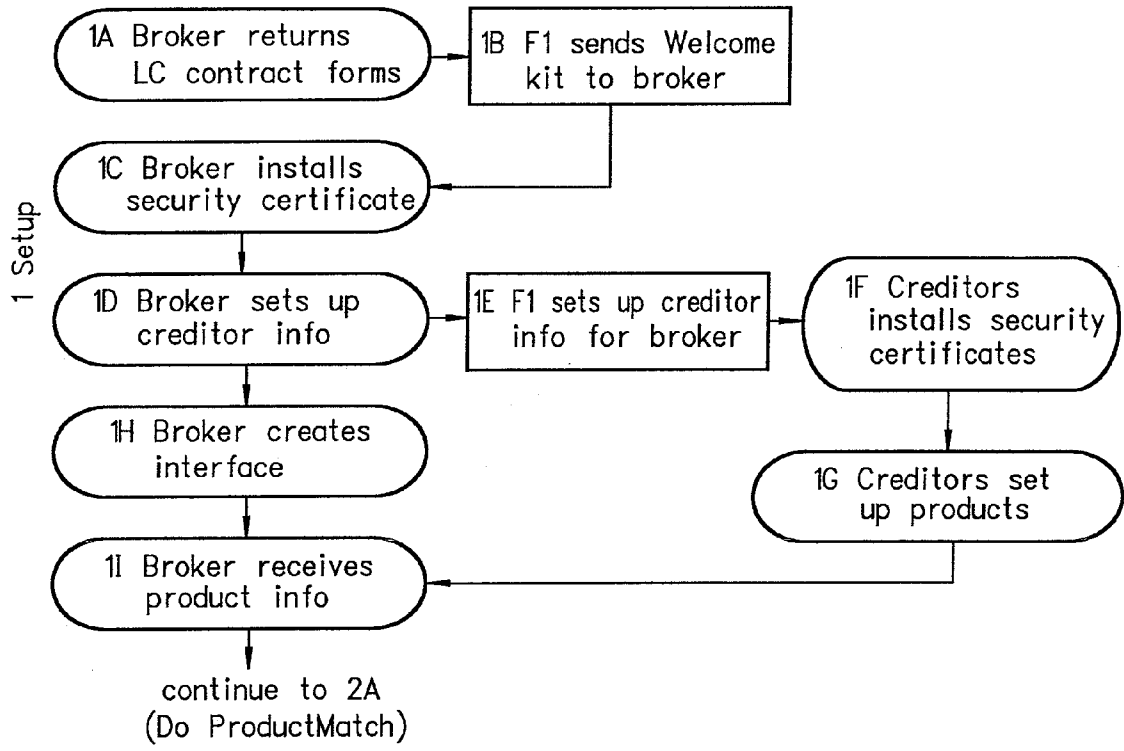 1A Broker returns
LC contract forms
1B F1 sends Welcome
kit to broker
1C Broker installs
security certificate
1 Setup
1D Broker sets up
creditor info
1E F1 sets up creditor
info for broker
1F Creditors
installs security
certificates
1H Broker creates
interface
1G Creditors set
up products
1I Broker receives
product info
continue to 2A
(Do ProductMatch)